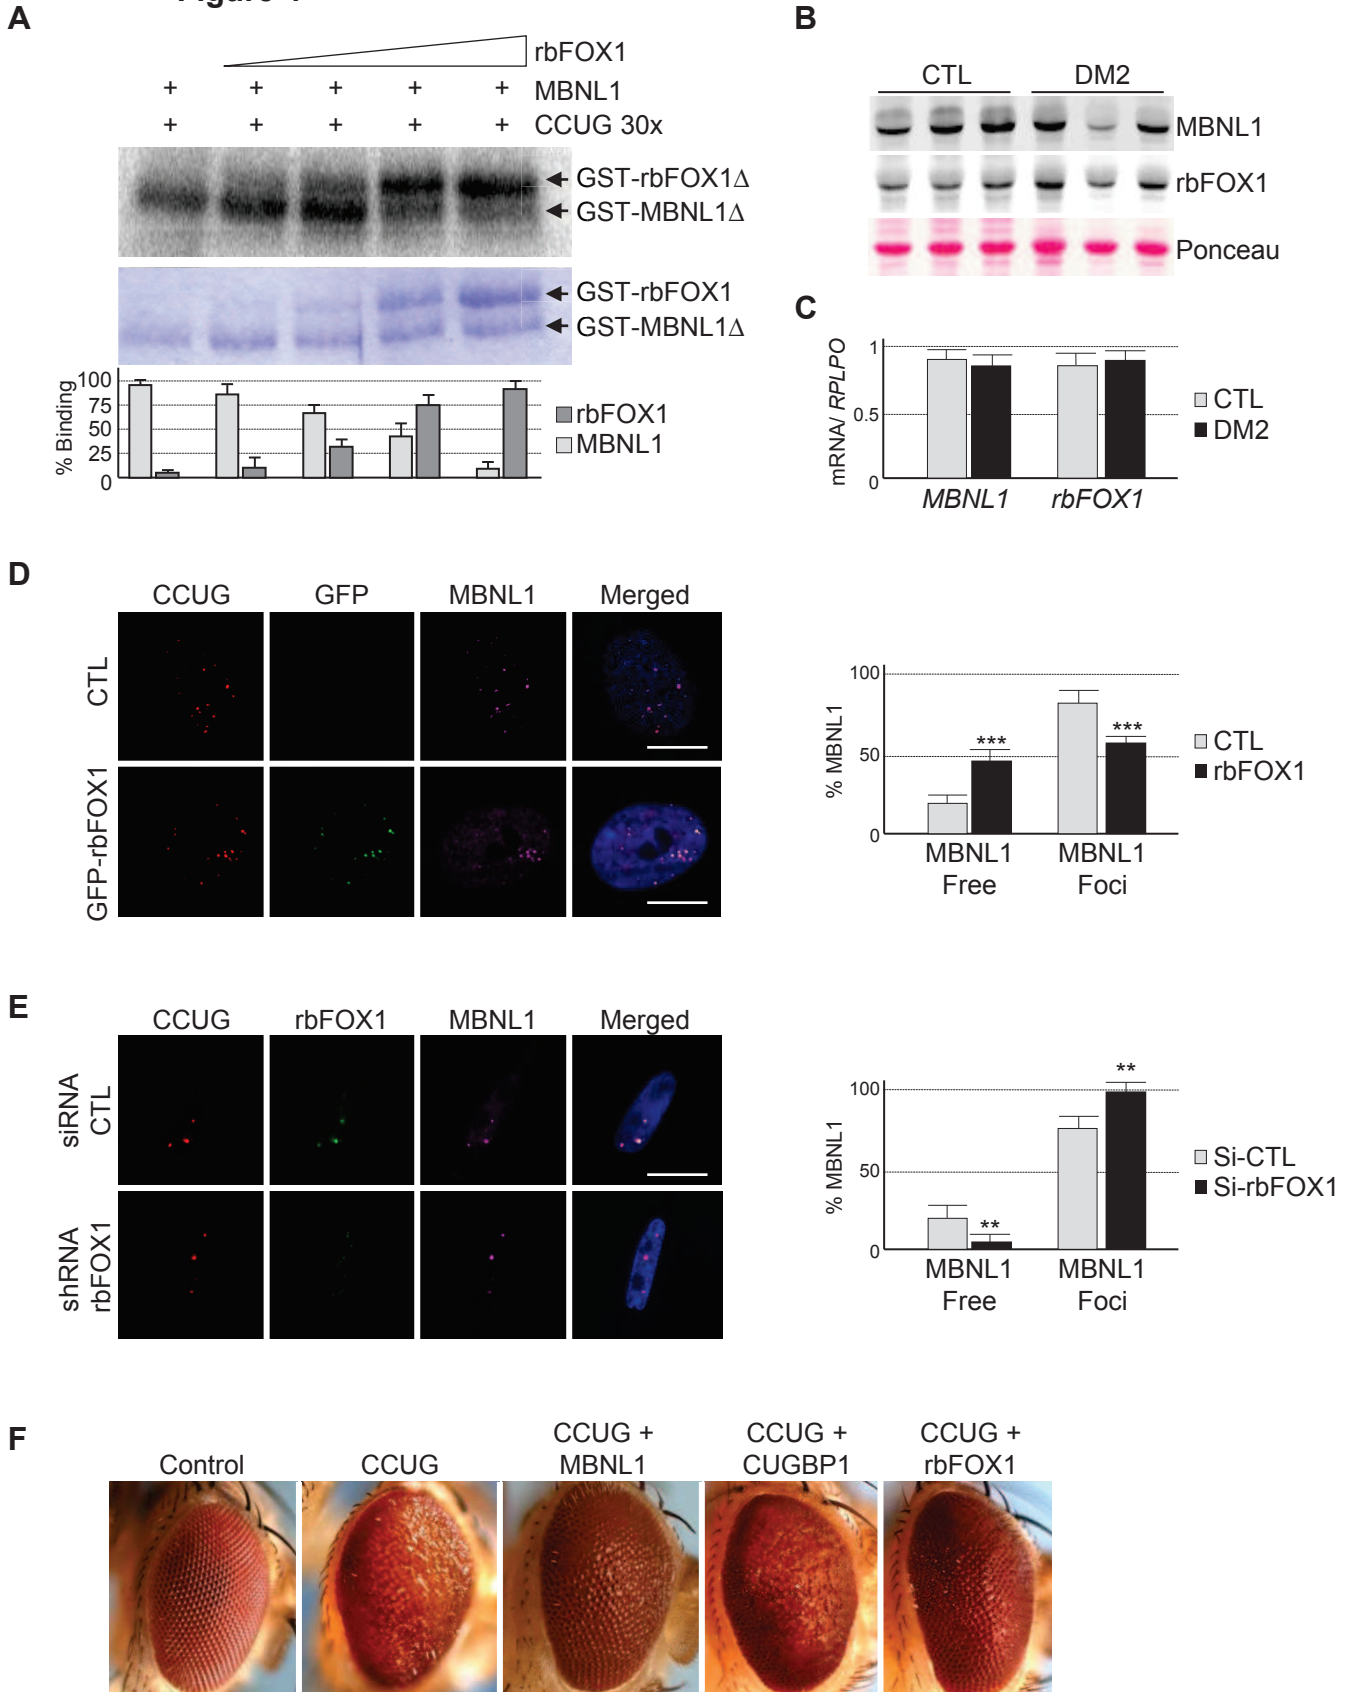 A
rbFOX1
+ + + + + MBNL1
+ + + + + CCUG 30x
GST-rbFOX1Δ
GST-MBNL1Δ
GST-rbFOX1
GST-MBNL1Δ
% Binding
100
75
50
25
0
rbFOX1
MBNL1
B
CTL DM2
MBNL1
rbFOX1
Ponceau
C
mRNA/ RPLPO
1
0.5
0
MBNL1 rbFOX1
CTL
DM2
D
CCUG GFP MBNL1 Merged
CTL
GFP-rbFOX1
% MBNL1
100
50
0
***
***
MBNL1 Free
MBNL1 Foci
CTL
rbFOX1
E
CCUG rbFOX1 MBNL1 Merged
siRNA CTL
shRNA rbFOX1
% MBNL1
100
50
0
**
**
MBNL1 Free
MBNL1 Foci
Si-CTL
Si-rbFOX1
F
Control
CCUG
CCUG + MBNL1
CCUG + CUGBP1
CCUG + rbFOX1